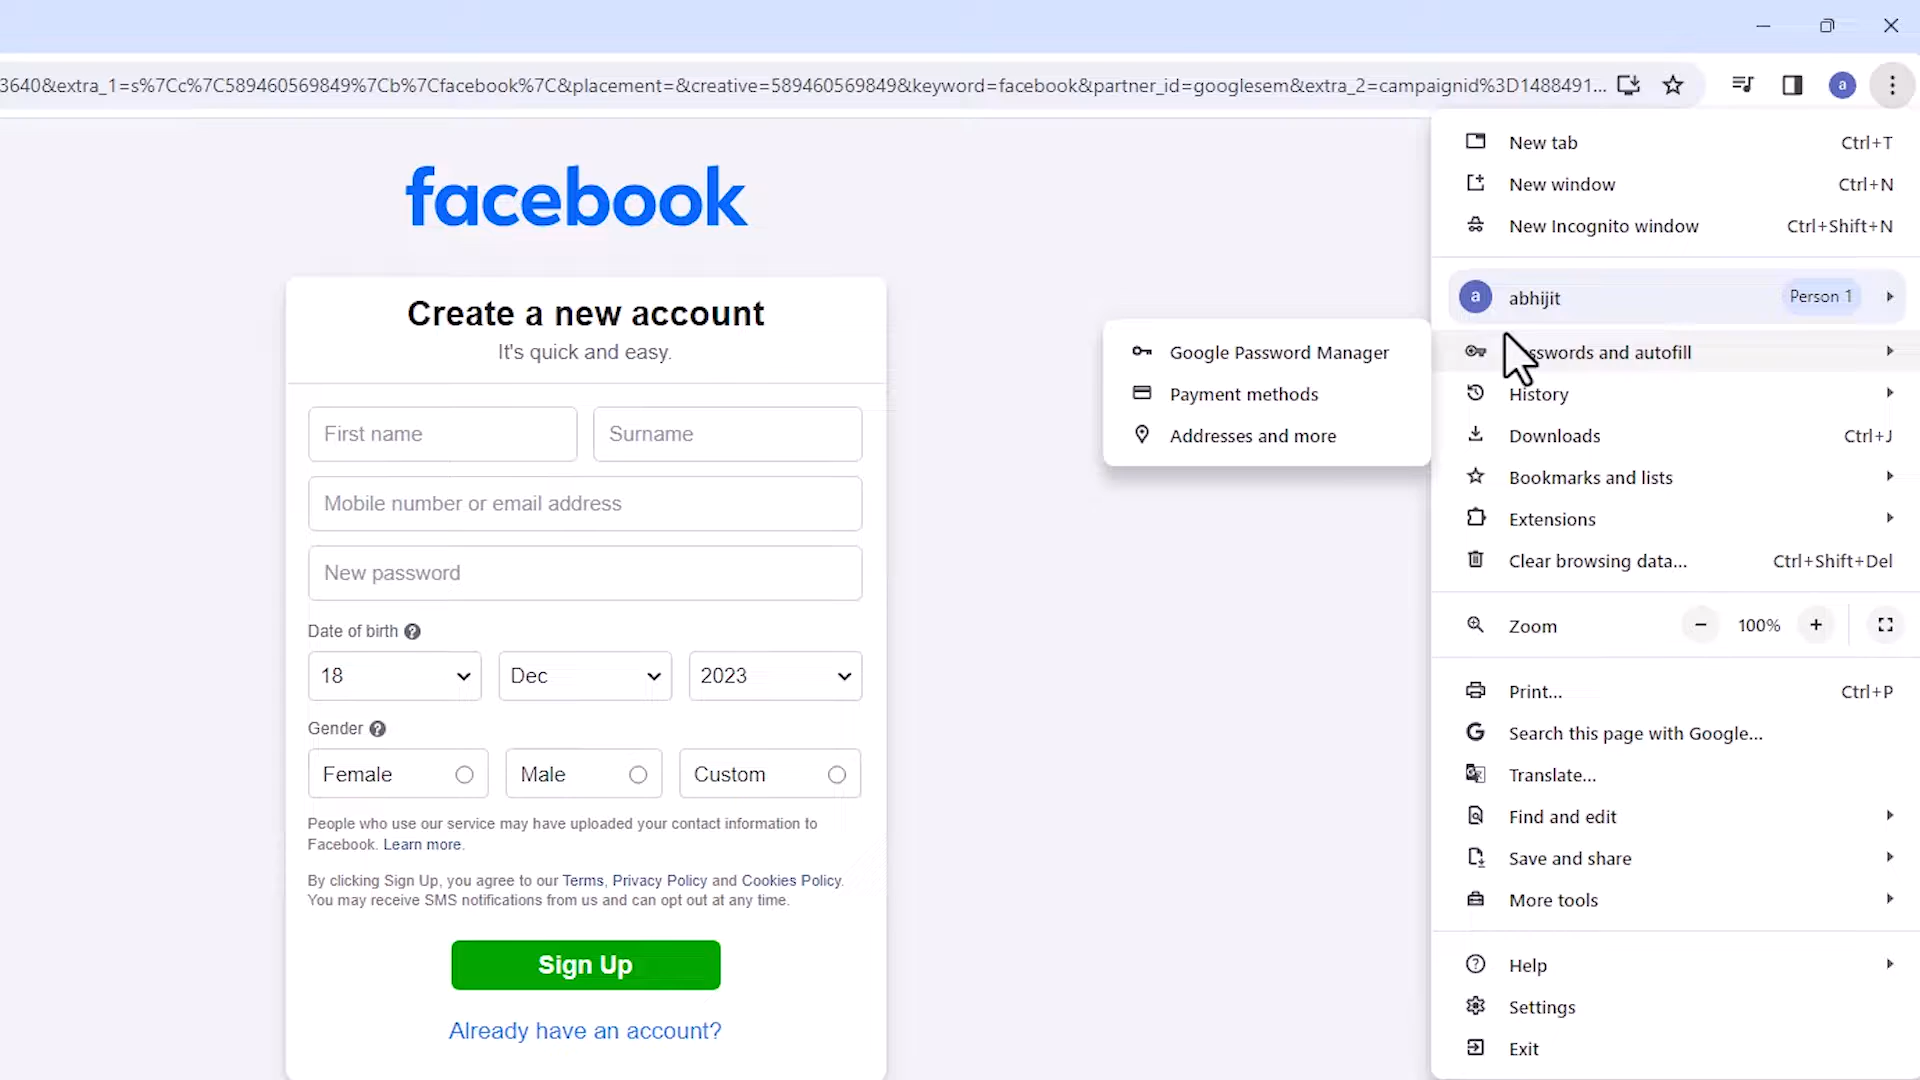 3640&extra_1=s%7Cc%7C589460569849%7Cb%7Cfacebook%7C&placement=&creative=589460569849&keyword=facebook&partner_id=googlesem&extra_2=campaignid%3D1488491...
a
facebook
Create a new account
It's quick and easy.
First name
Surname
Mobile number or email address
New password
Date of birth
18
Dec
2023
Gender
Female
Male
Custom
People who use our service may have uploaded your contact information to
Facebook. Learn more.
By clicking Sign Up, you agree to our Terms, Privacy Policy and Cookies Policy.
You may receive SMS notifications from us and can opt out at any time.
Sign Up
Already have an account?
Google Password Manager
Payment methods
Addresses and more
New tab Ctrl+T
New window Ctrl+N
New Incognito window Ctrl+Shift+N
a abhijit Person 1
and autofill
History
Downloads Ctrl+J
Bookmarks and lists
Extensions
Clear browsing data... Ctrl+Shift+Del
Zoom 100%
Print... Ctrl+P
Search this page with Google...
Translate...
Find and edit
Save and share
More tools
Help
Settings
Exit